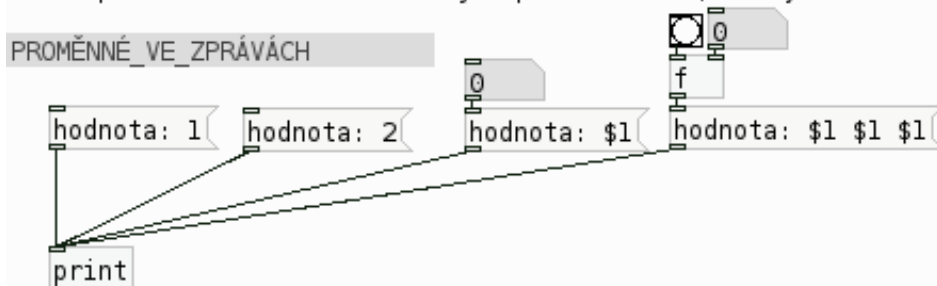 PROMĚNNÉ_VE_ZPRÁVÁCH
0
0
f
hodnota: 1
hodnota: 2
hodnota: $1
hodnota: $1 $1 $1
print